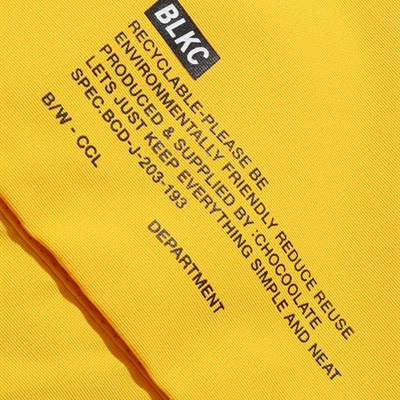 BLKC
RECYCLABLE-PLEASE BE
ENVIRONMENTALLY FRIENDLY REDUCE REUSE
PRODUCED & SUPPLIED BY :CHOCOOLATE
LETS JUST KEEP EVERYTHING SIMPLE AND NEAT
SPEC.BCD-J-203-193
B/W - CCL
DEPARTMENT